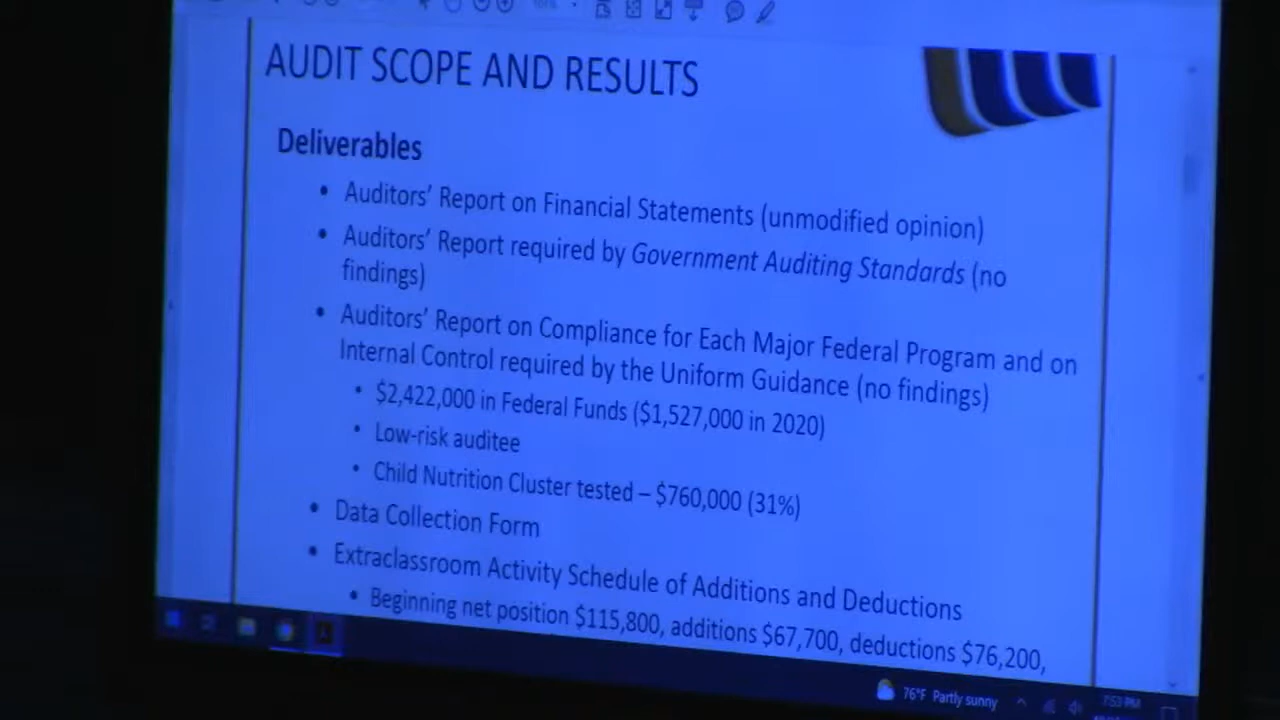 AUDIT SCOPE AND RESULTS
Deliverables
• Auditors' Report on Financial Statements (unmodified opinion)
• Auditors' Report required by Government Auditing Standards (no
findings)
• Auditors' Report on Compliance for Each Major Federal Program and on
Internal Control required by the Uniform Guidance (no findings)
• $2,422,000 in Federal Funds ($1,527,000 in 2020)
• Low-risk auditee
• Child Nutrition Cluster tested – $760,000 (31%)
• Data Collection Form
• Extraclassroom Activity Schedule of Additions and Deductions
• Beginning net position $115,800, additions $67,700, deductions $76,200,
76°F Partly sunny
7:53 PM